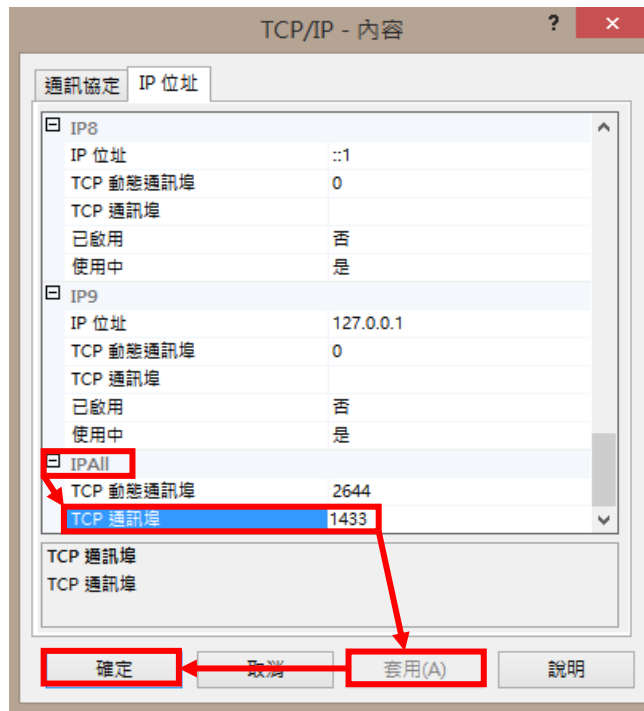 TCP/IP - 內容 ? ×
通訊協定 IP 位址
IP8
IP 位址 ::1
TCP 動態通訊埠 0
TCP 通訊埠
已啟用 否
使用中 是
IP9
IP 位址 127.0.0.1
TCP 動態通訊埠 0
TCP 通訊埠
已啟用 否
使用中 是
IPAll
TCP 動態通訊埠 2644
TCP 通訊埠 1433
TCP 通訊埠
TCP 通訊埠
確定 取消 套用(A) 說明